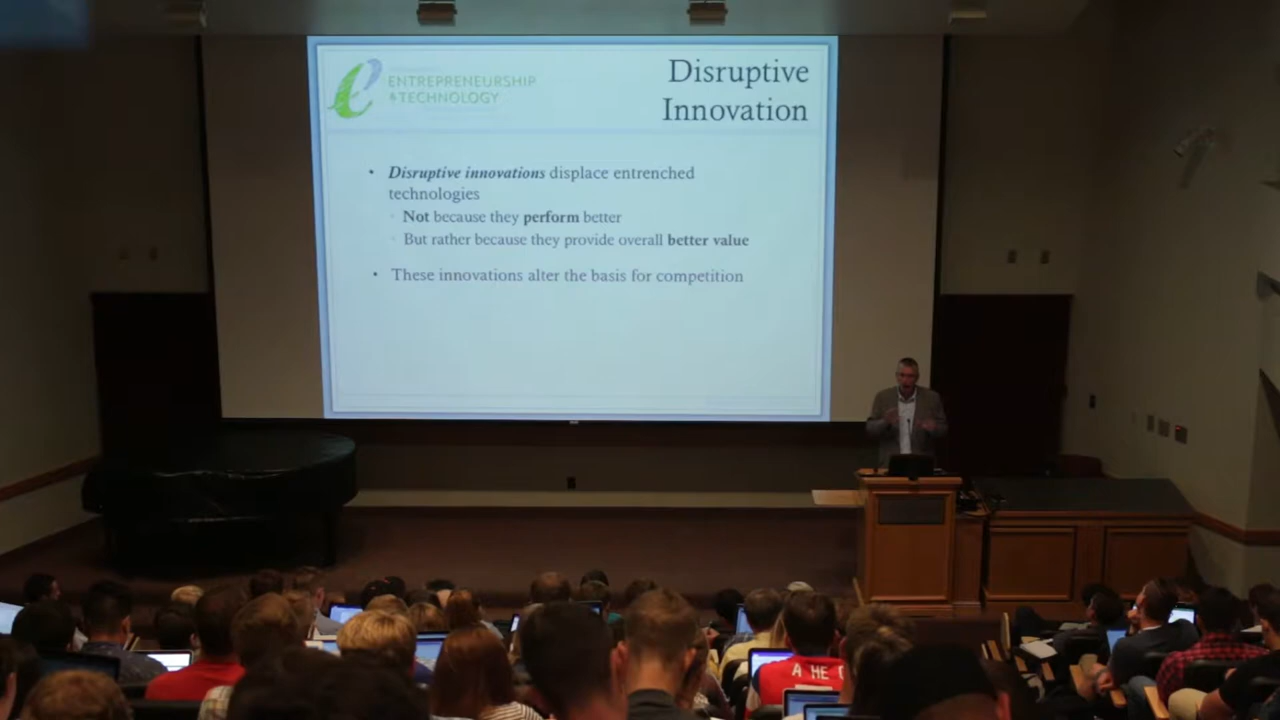 ENTREPRENEURSHIP
&TECHNOLOGY
Disruptive
Innovation
• Disruptive innovations displace entrenched
technologies
◦ Not because they perform better
◦ But rather because they provide overall better value
• These innovations alter the basis for competition
A HE